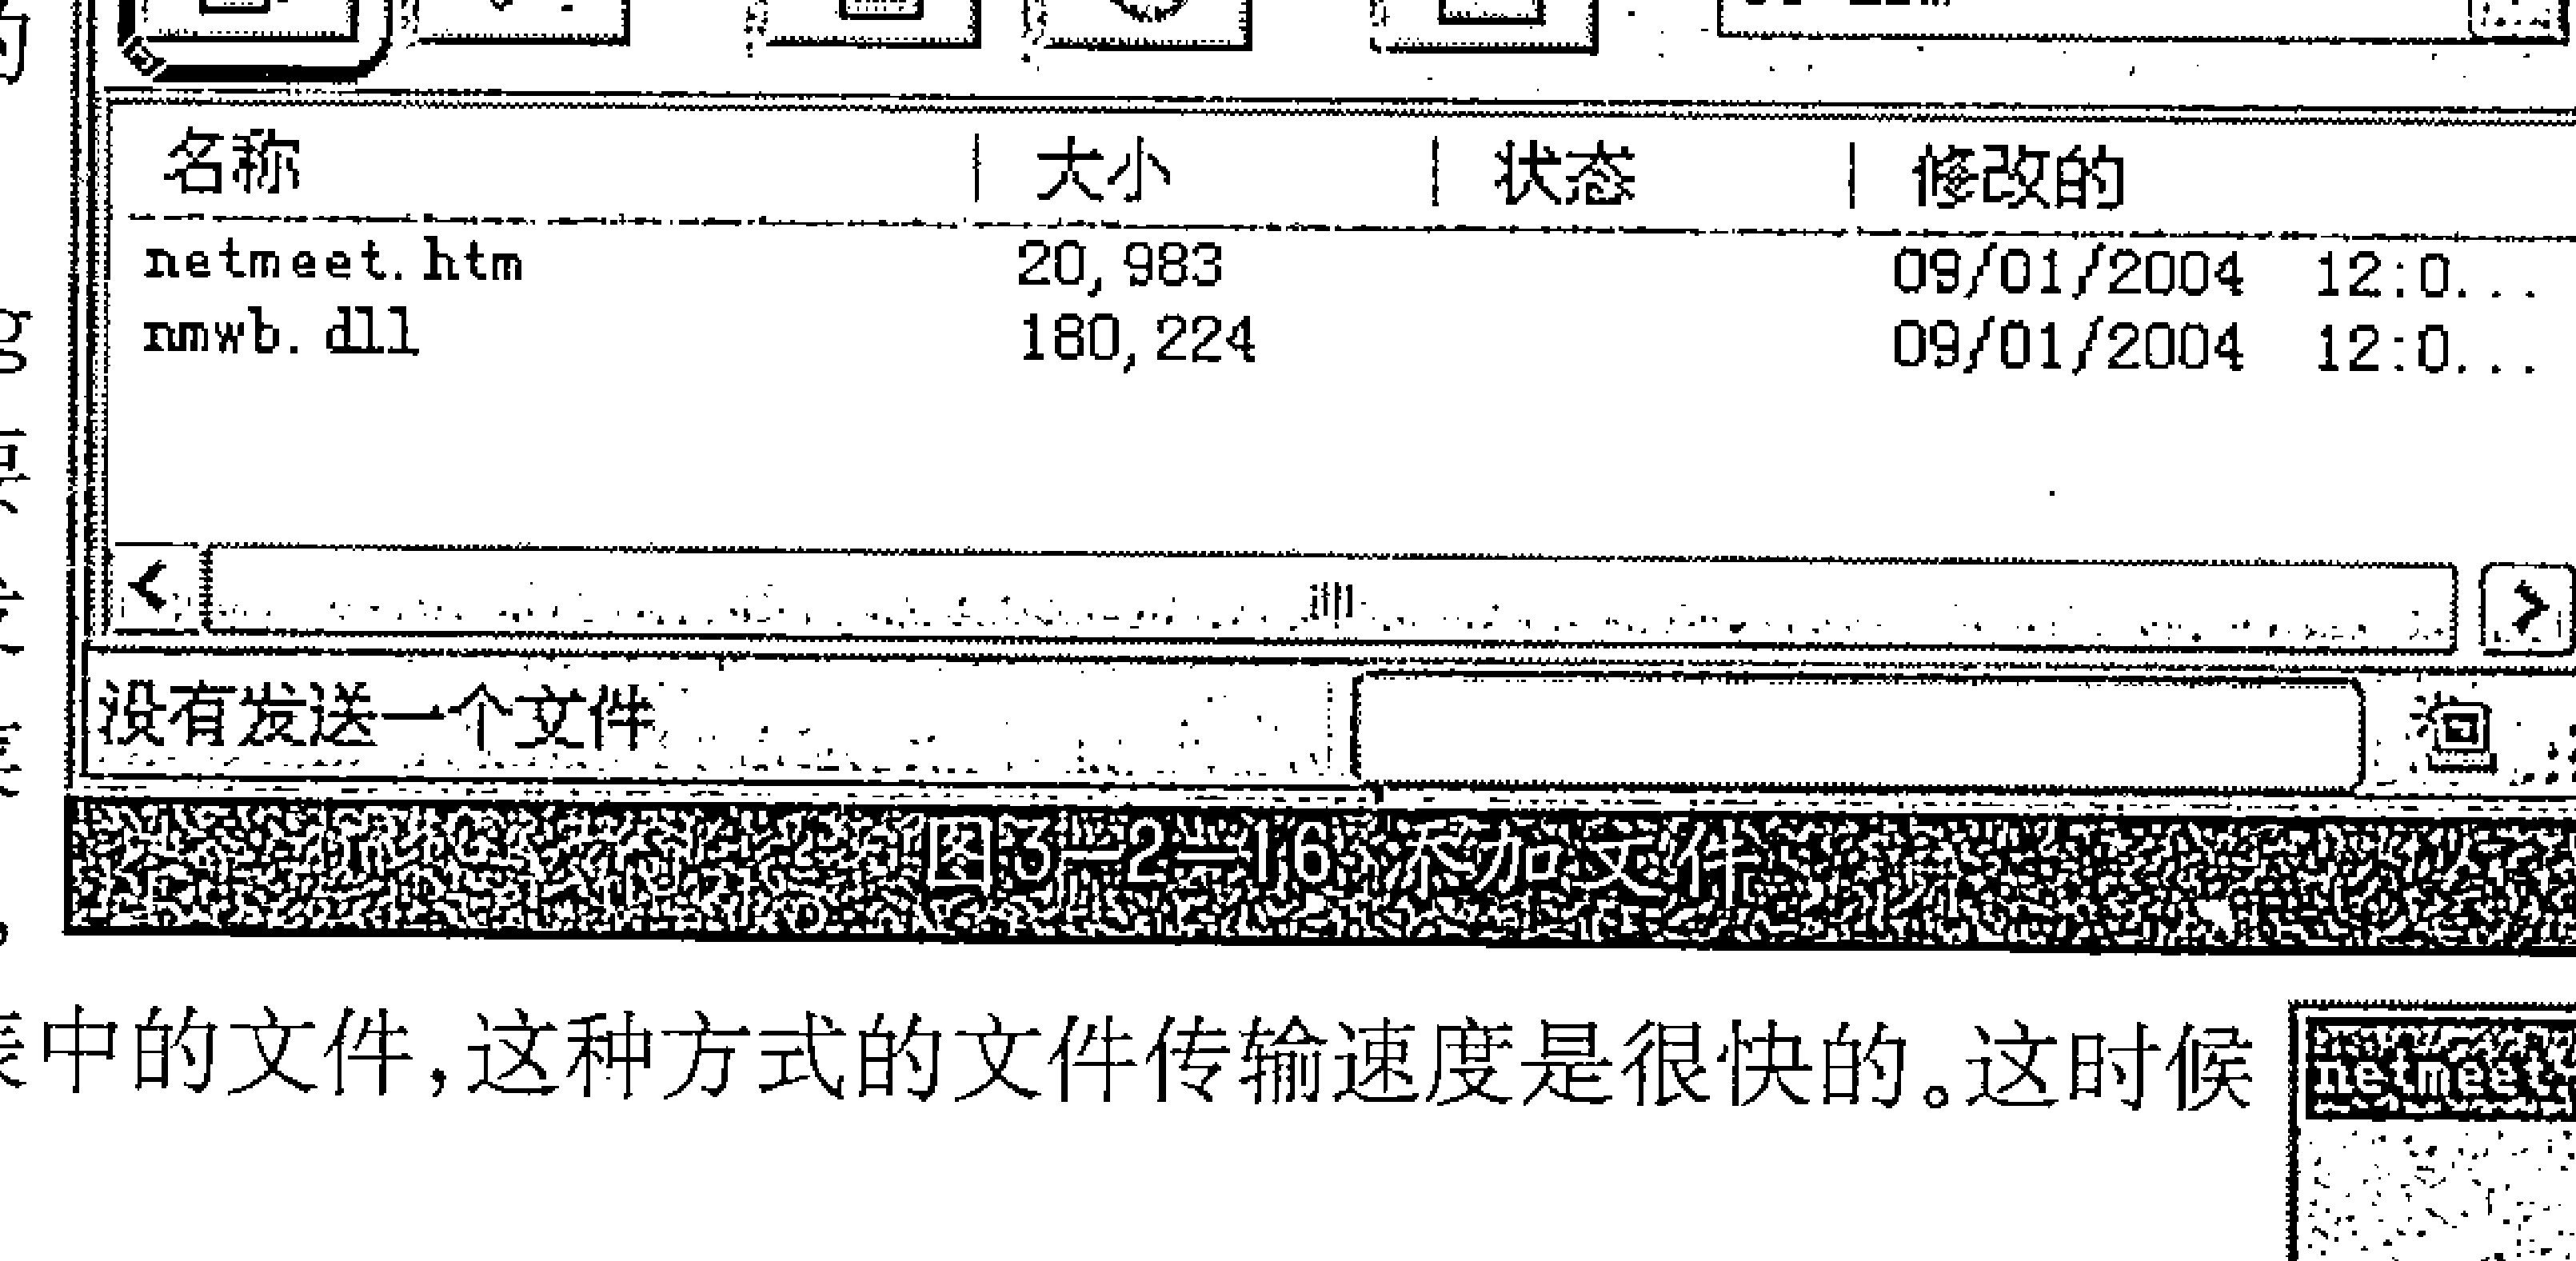 名称 大小 状态 修改的
netmeet.htm 20,983 09/01/2004 12:0...
nmwb.dll 180,224 09/01/2004 12:0...
没有发送一个文件
图3-2-16 添加文件
中的文件,这种方式的文件传输速度是很快的。这时候
netmeet.